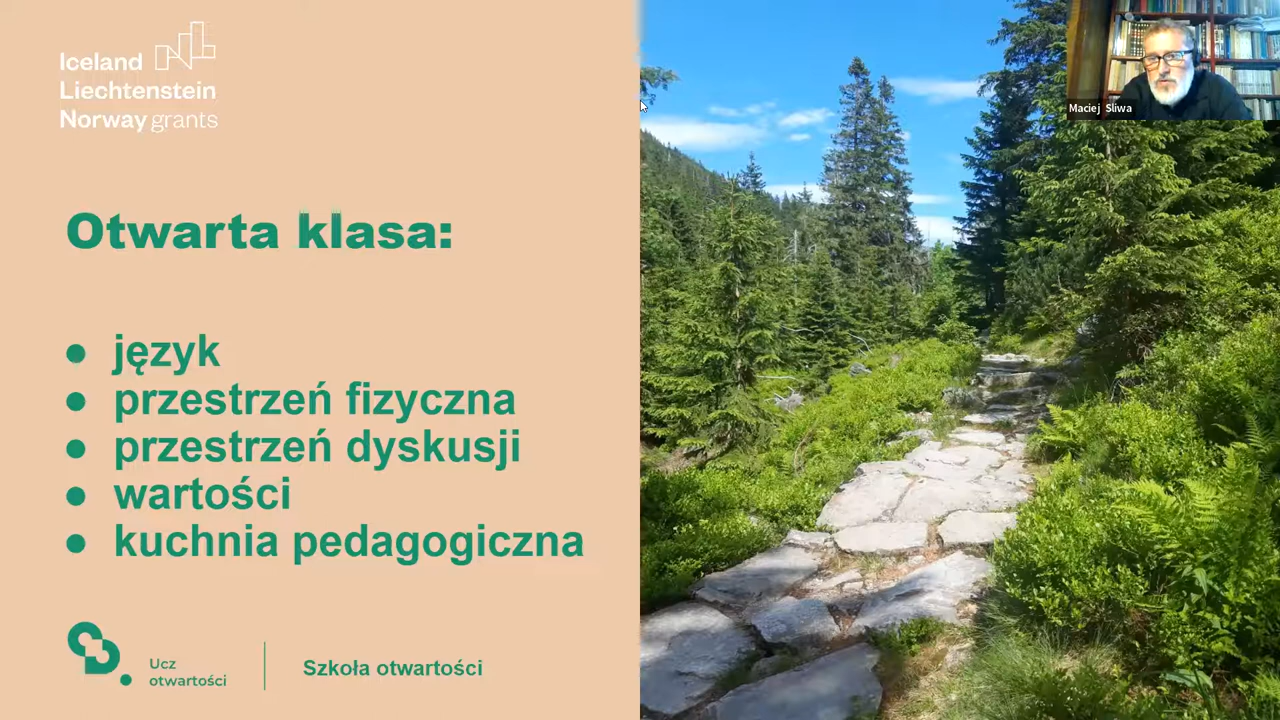 Iceland
Liechtenstein
Norway grants
Maciej Sliwa
Otwarta klasa:
● język
● przestrzeń fizyczna
● przestrzeń dyskusji
● wartości
● kuchnia pedagogiczna
Ucz
otwartości
Szkoła otwartości